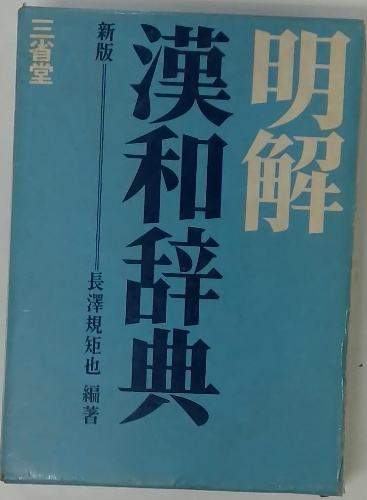 明解
漢和辞典
新版
長澤規矩也 編著
三省堂